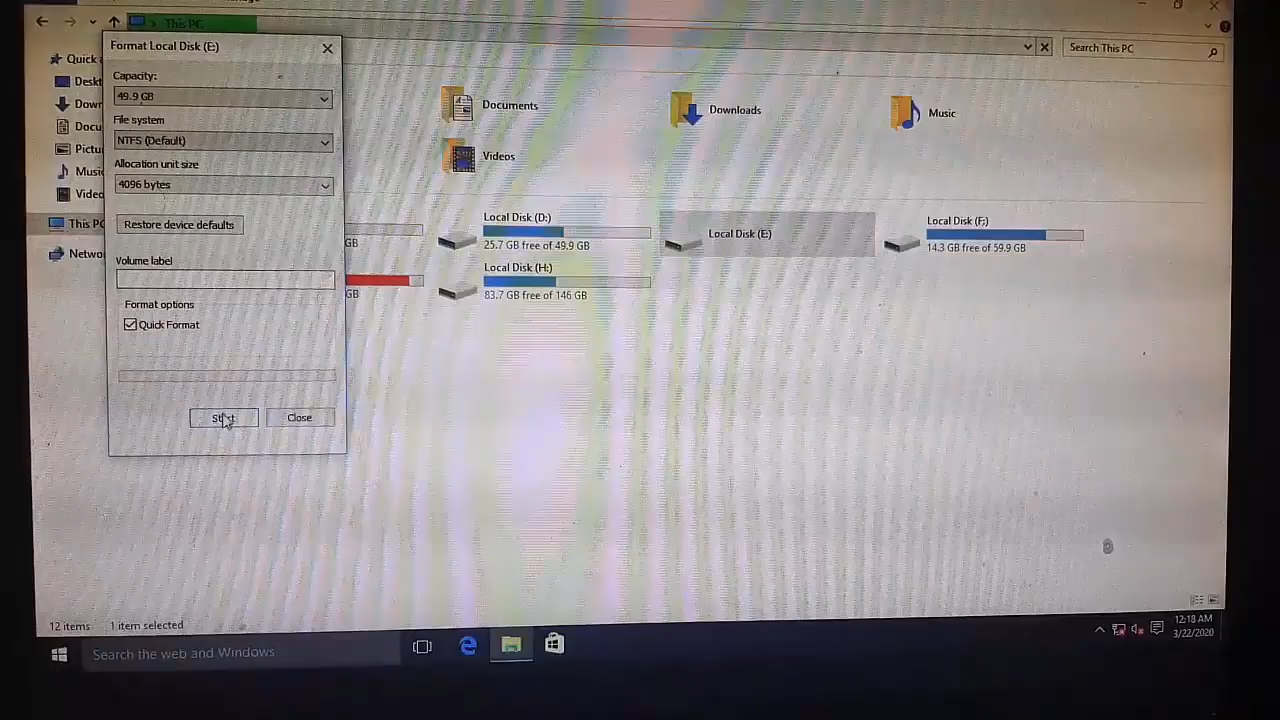 This PC
Format Local Disk (E:)
Search This PC
Quick
Capacity:
49.9 GB
File system
NTFS (Default)
Allocation unit size
4096 bytes
Restore device defaults
Volume label
Format options
Quick Format
Close
Deskt
Down
Docu
Pictu
Music
Video
This PC
Netwo
Documents
Downloads
Music
Videos
GB
Local Disk (D:)
25.7 GB free of 49.9 GB
Local Disk (E:)
Local Disk (F:)
14.3 GB free of 59.9 GB
GB
Local Disk (H:)
83.7 GB free of 146 GB
12 items
1 item selected
Search the web and Windows
12:18 AM
3/22/2020